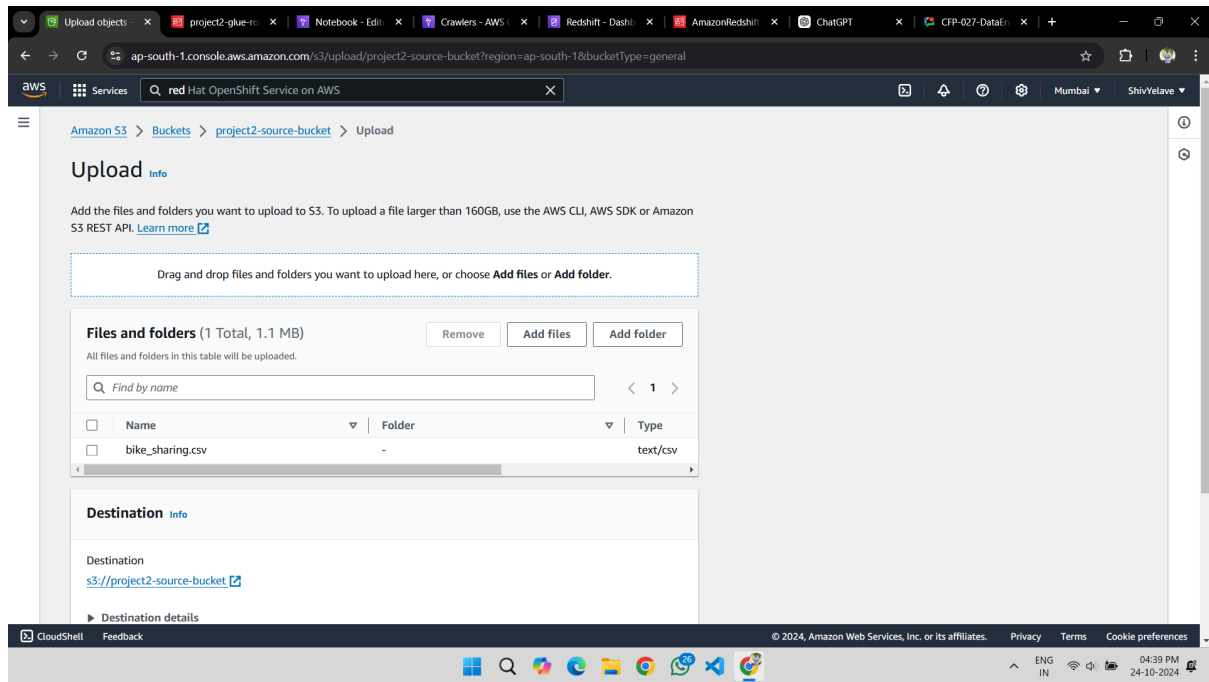 Upload objects -
project2-glue-ro
Notebook - Edit
Crawlers - AWS
Redshift - Dashb
AmazonRedshift
ChatGPT
CFP-027-DataEn
ap-south-1.console.aws.amazon.com/s3/upload/project2-source-bucket?region=ap-south-1&bucketType=general
aws
Services
red Hat OpenShift Service on AWS
Mumbai
ShivYelave
Amazon S3 > Buckets > project2-source-bucket > Upload
Upload Info
Add the files and folders you want to upload to S3. To upload a file larger than 160GB, use the AWS CLI, AWS SDK or Amazon
S3 REST API. Learn more
Drag and drop files and folders you want to upload here, or choose Add files or Add folder.
Files and folders (1 Total, 1.1 MB)
Remove
Add files
Add folder
All files and folders in this table will be uploaded.
Find by name
1
Name
Folder
Type
bike_sharing.csv
-
text/csv
Destination Info
Destination
s3://project2-source-bucket
Destination details
CloudShell
Feedback
© 2024, Amazon Web Services, Inc. or its affiliates.
Privacy
Terms
Cookie preferences
26
ENG
IN
04:39 PM
24-10-2024